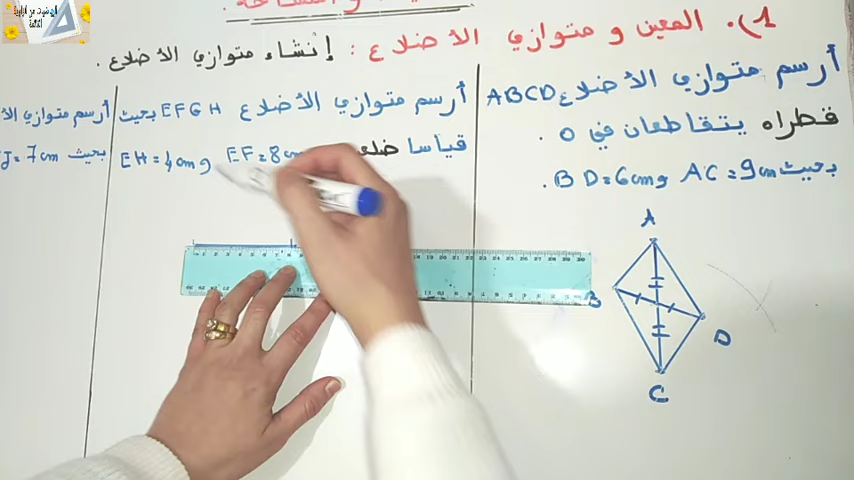 والمساحة.
1). المعين و متوازي الأضلاع: إنشاء متوازي الأضلاع.
أرسم متوازي الأضلاع ABCD
قطراه يتقاطعان في O.
بحيث AC = 9cm و BD = 6cm.
A
B
D
C
أرسم متوازي الأضلاع EFGH بحيث
قياسا ضلع
EF = 8cm
و EH = 4cm
أرسم متوازي الأ
بحيث
J = 7cm